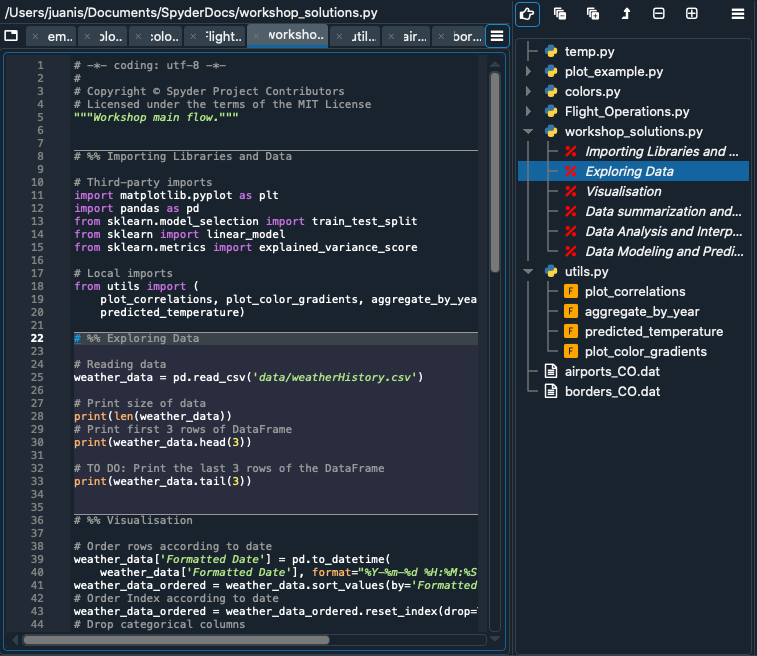 /Users/juanis/Documents/SpyderDocs/workshop_solutions.py
em... olo... :olo... Flight... worksho... util... air... bor...
1 # -*- coding: utf-8 -*-
2 #
3 # Copyright © Spyder Project Contributors
4 # Licensed under the terms of the MIT License
5 """Workshop main flow."""
6
7
8 # %% Importing Libraries and Data
9
10 # Third-party imports
11 import matplotlib.pyplot as plt
12 import pandas as pd
13 from sklearn.model_selection import train_test_split
14 from sklearn import linear_model
15 from sklearn.metrics import explained_variance_score
16
17 # Local imports
18 from utils import (
19 plot_correlations, plot_color_gradients, aggregate_by_yea
20 predicted_temperature)
21
22 # %% Exploring Data
23
24 # Reading data
25 weather_data = pd.read_csv('data/weatherHistory.csv')
26
27 # Print size of data
28 print(len(weather_data))
29 # Print first 3 rows of DataFrame
30 print(weather_data.head(3))
31
32 # TO DO: Print the last 3 rows of the DataFrame
33 print(weather_data.tail(3))
34
35
36 # %% Visualisation
37
38 # Order rows according to date
39 weather_data['Formatted Date'] = pd.to_datetime(
40 weather_data['Formatted Date'], format="%Y-%m-%d %H:%M:%S
41 weather_data_ordered = weather_data.sort_values(by='Formatted
42 # Order Index according to date
43 weather_data_ordered = weather_data_ordered.reset_index(drop=
44 # Drop categorical columns
temp.py
plot_example.py
colors.py
Flight_Operations.py
workshop_solutions.py
Importing Libraries and ...
Exploring Data
Visualisation
Data summarization and...
Data Analysis and Interp...
Data Modeling and Predi...
utils.py
F plot_correlations
F aggregate_by_year
F predicted_temperature
F plot_color_gradients
airports_CO.dat
borders_CO.dat